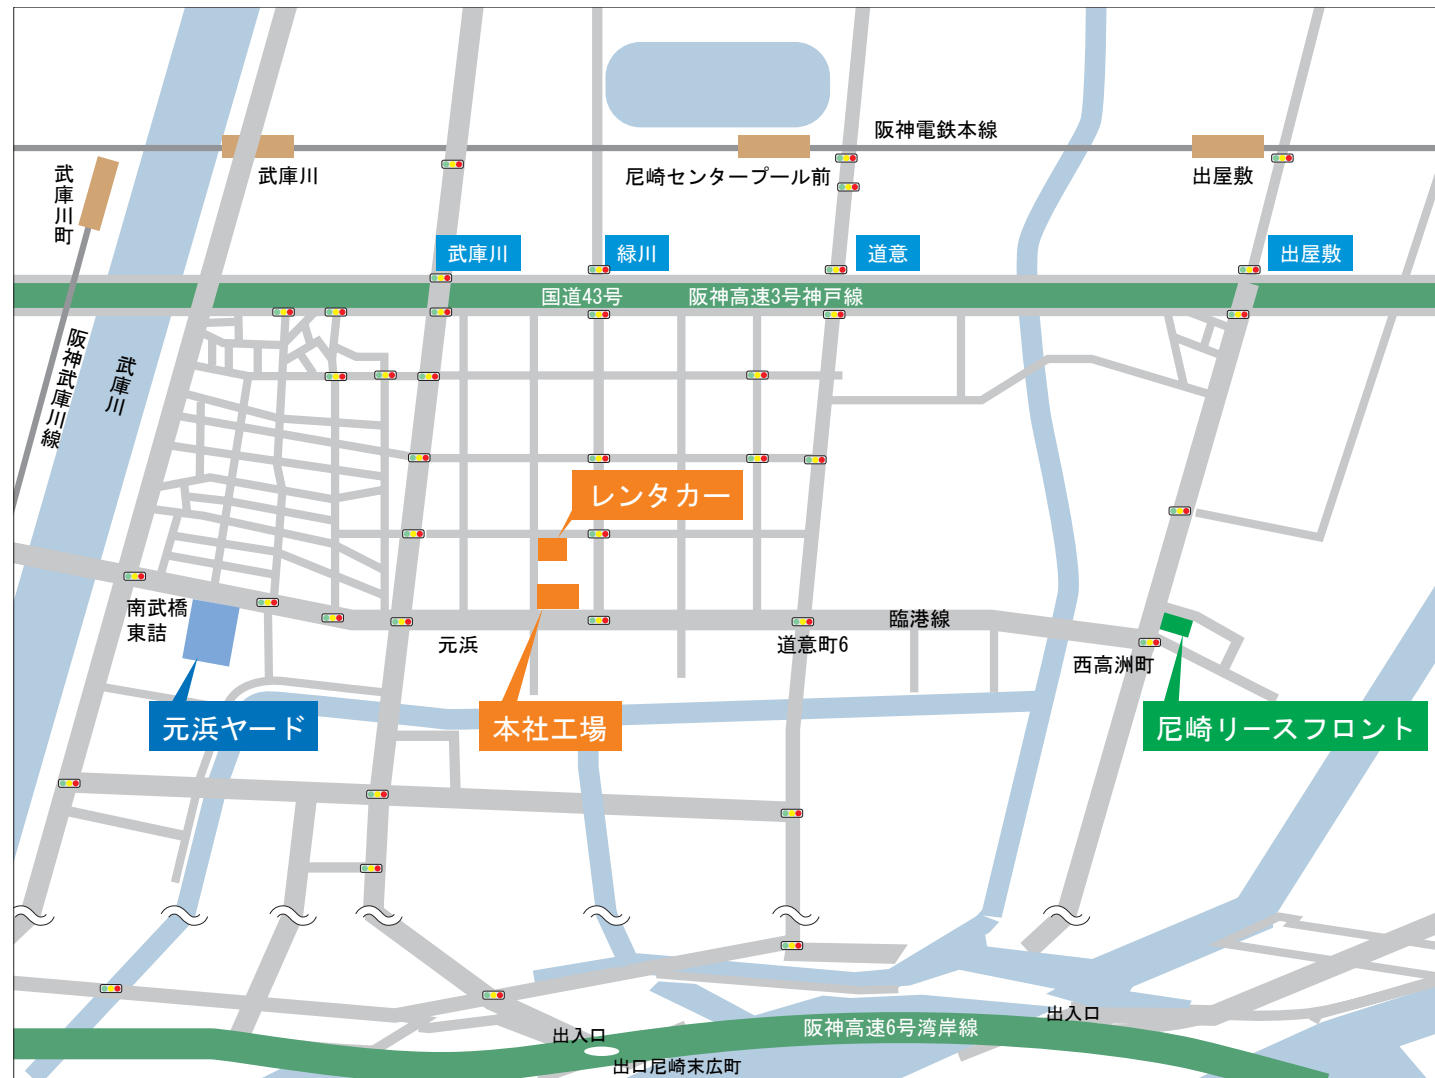 阪神電鉄本線
武庫川
尼崎センタープール前
出屋敷
武庫川町
武庫川
緑川
道意
出屋敷
国道43号
阪神高速3号神戸線
阪神武庫川線
武庫川
レンタカー
南武橋
東詰
元浜
道意町6
臨港線
西高洲町
元浜ヤード
本社工場
尼崎リースフロント
出入口
阪神高速6号湾岸線
出入口
出口尼崎末広町